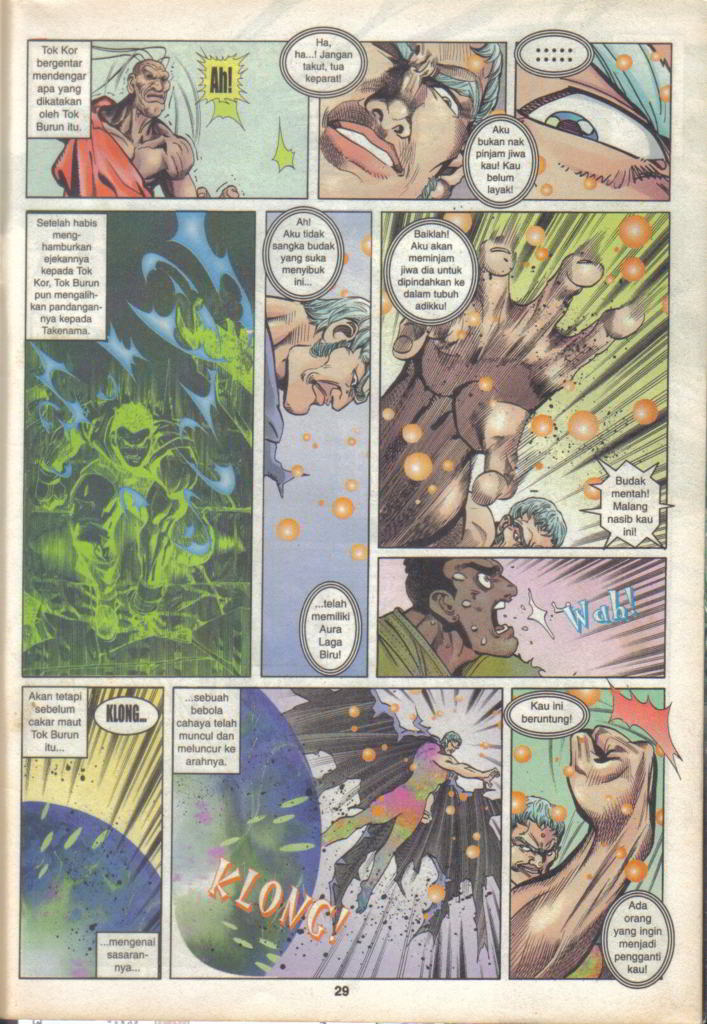 Tok Kor
bergentar
mendengar
apa yang
dikatakan
oleh Tok
Burun itu.
Ah!
Ha,
ha...! Jangan
takut, tua
keparat!
Aku
bukan nak
pinjam jiwa
kau! Kau
belum
layak!
......
......
Setelah habis
meng-
hamburkan
ejekannya
kepada Tok
Kor, Tok Burun
pun mengalih-
kan pandangan-
nya kepada
Takenama.
Ah!
Aku tidak
sangka budak
yang suka
menyibuk
ini...
...telah
memiliki
Aura
Laga
Biru!
Baiklah!
Aku akan
meminjam
jiwa dia untuk
dipindahkan ke
dalam tubuh
adikku!
Budak
mentah!
Malang
nasib kau
ini!
Wah!
Akan tetapi
sebelum
cakar maut
Tok Burun
itu...
KLONG...
...mengenai
sasaran-
nya...
...sebuah
bebola
cahaya telah
muncul dan
meluncur ke
arahnya.
KLONG!
Kau ini
beruntung!
Ada
orang
yang ingin
menjadi
pengganti
kau!
29